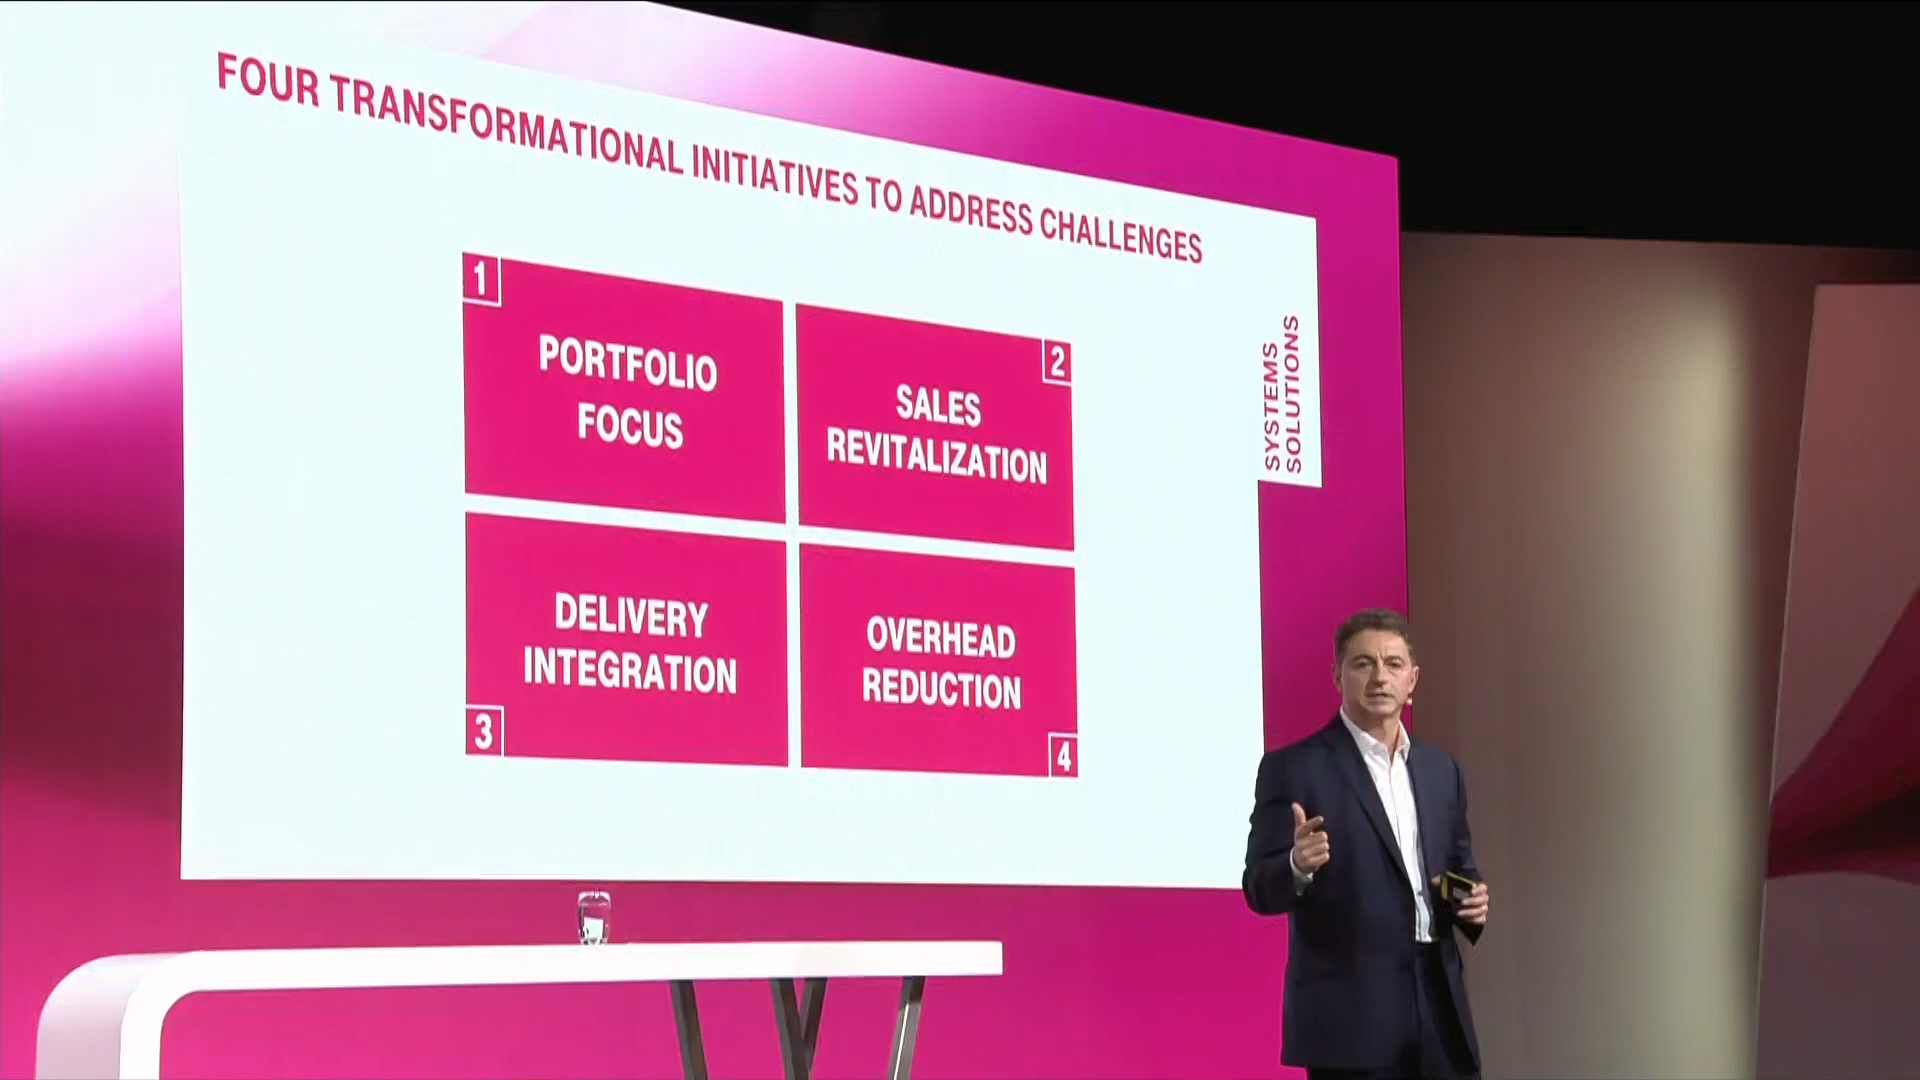 FOUR TRANSFORMATIONAL INITIATIVES TO ADDRESS CHALLENGES
1
PORTFOLIO
FOCUS
2
SALES
REVITALIZATION
DELIVERY
INTEGRATION
3
OVERHEAD
REDUCTION
4
SYSTEMS
SOLUTIONS